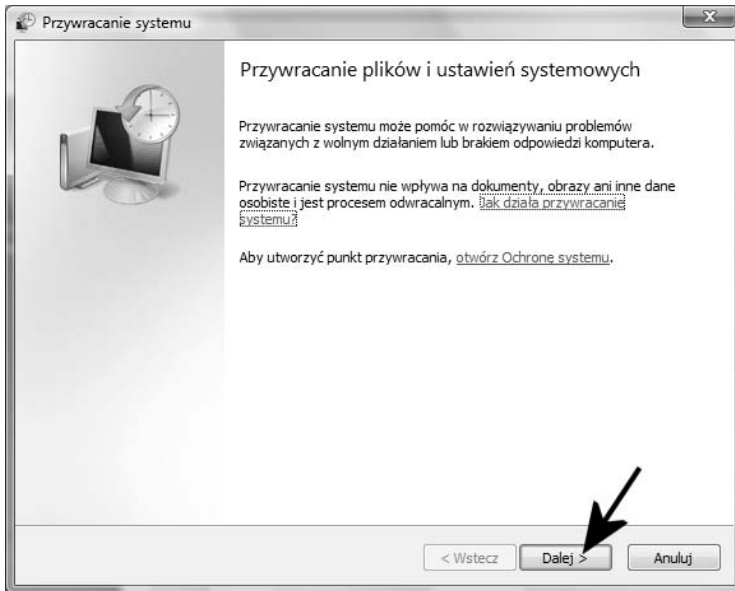 Przywracanie systemu
Przywracanie plików i ustawień systemowych
Przywracanie systemu może pomóc w rozwiązywaniu problemów
związanych z wolnym działaniem lub brakiem odpowiedzi komputera.
Przywracanie systemu nie wpływa na dokumenty, obrazy ani inne dane
osobiste i jest procesem odwracalnym. Jak działa przywracanie
systemu?
Aby utworzyć punkt przywracania, otwórz Ochronę systemu.
< Wstecz Dalej > Anuluj